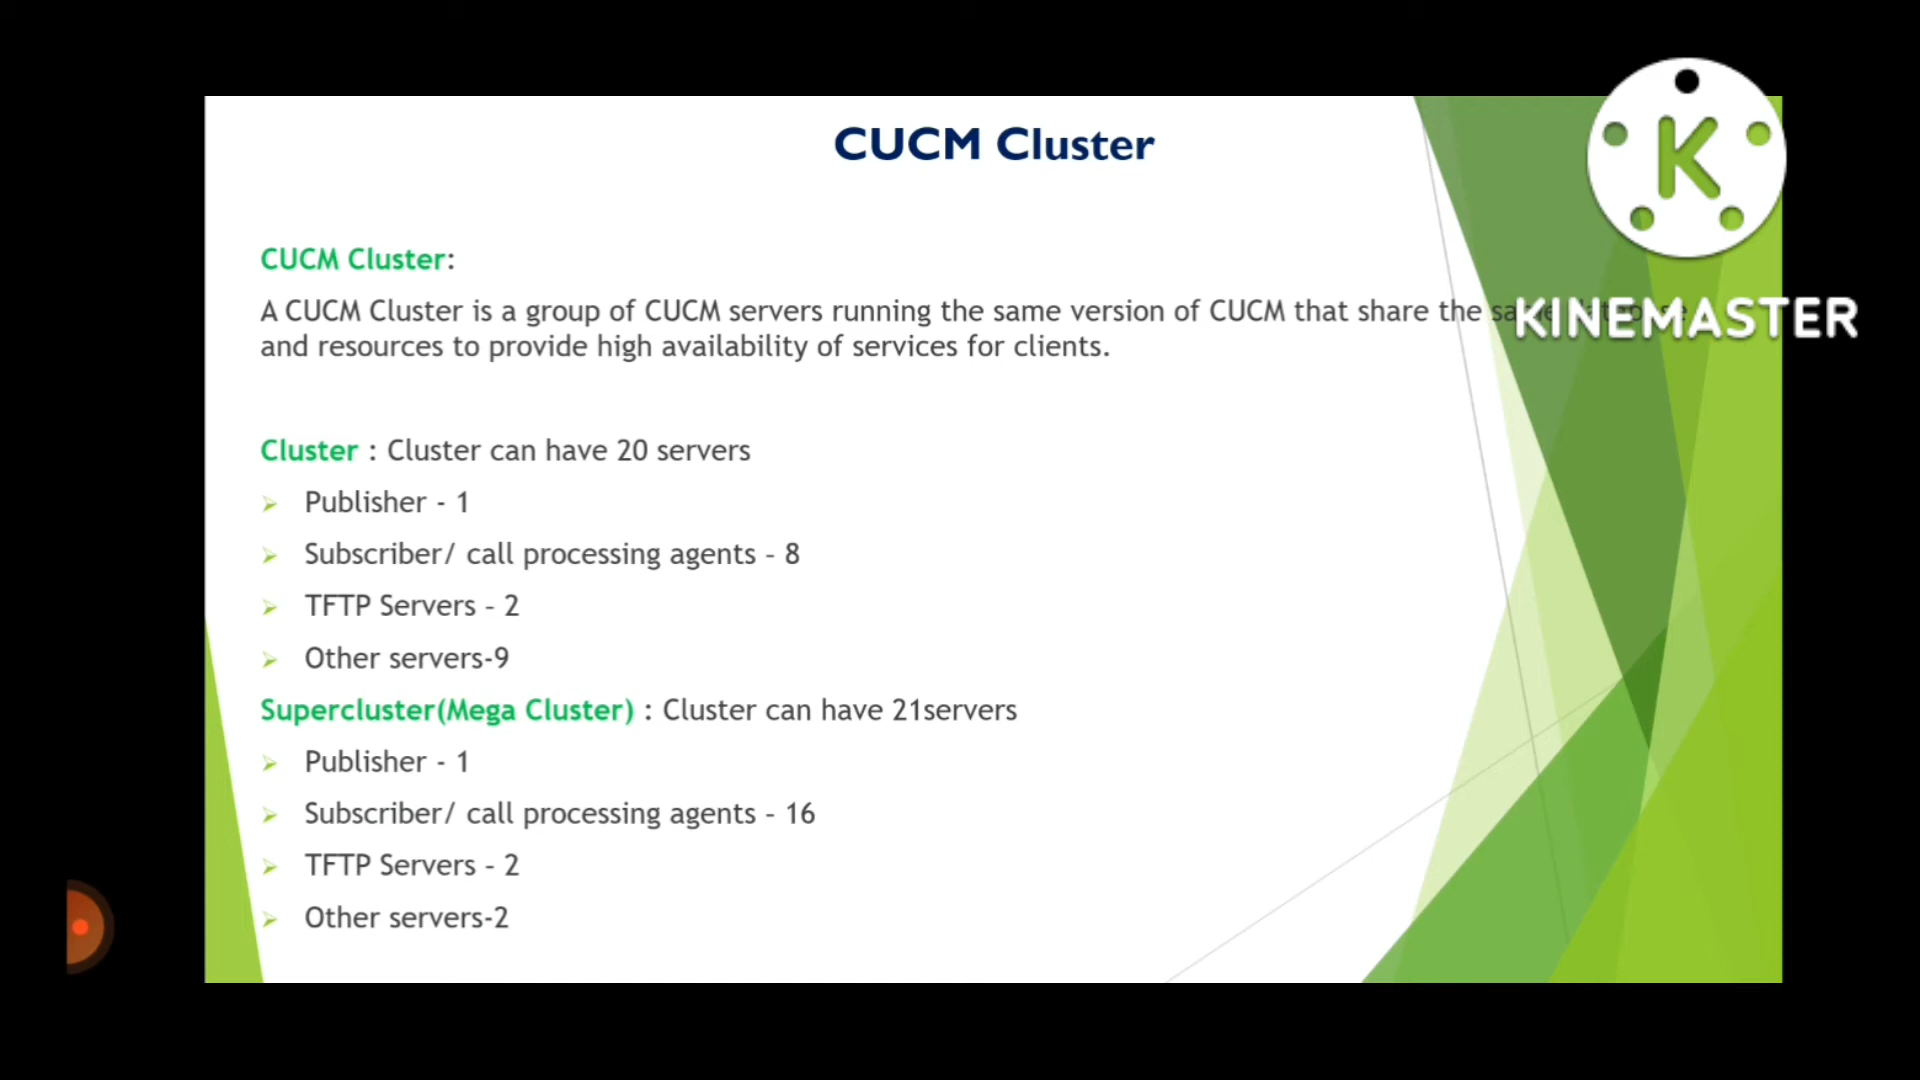 CUCM Cluster
CUCM Cluster:
A CUCM Cluster is a group of CUCM servers running the same version of CUCM that share the
and resources to provide high availability of services for clients.
Cluster : Cluster can have 20 servers
➢ Publisher - 1
➢ Subscriber/ call processing agents – 8
➢ TFTP Servers – 2
➢ Other servers-9
Supercluster(Mega Cluster) : Cluster can have 21servers
➢ Publisher - 1
➢ Subscriber/ call processing agents – 16
➢ TFTP Servers – 2
➢ Other servers-2
K
KINEMASTER